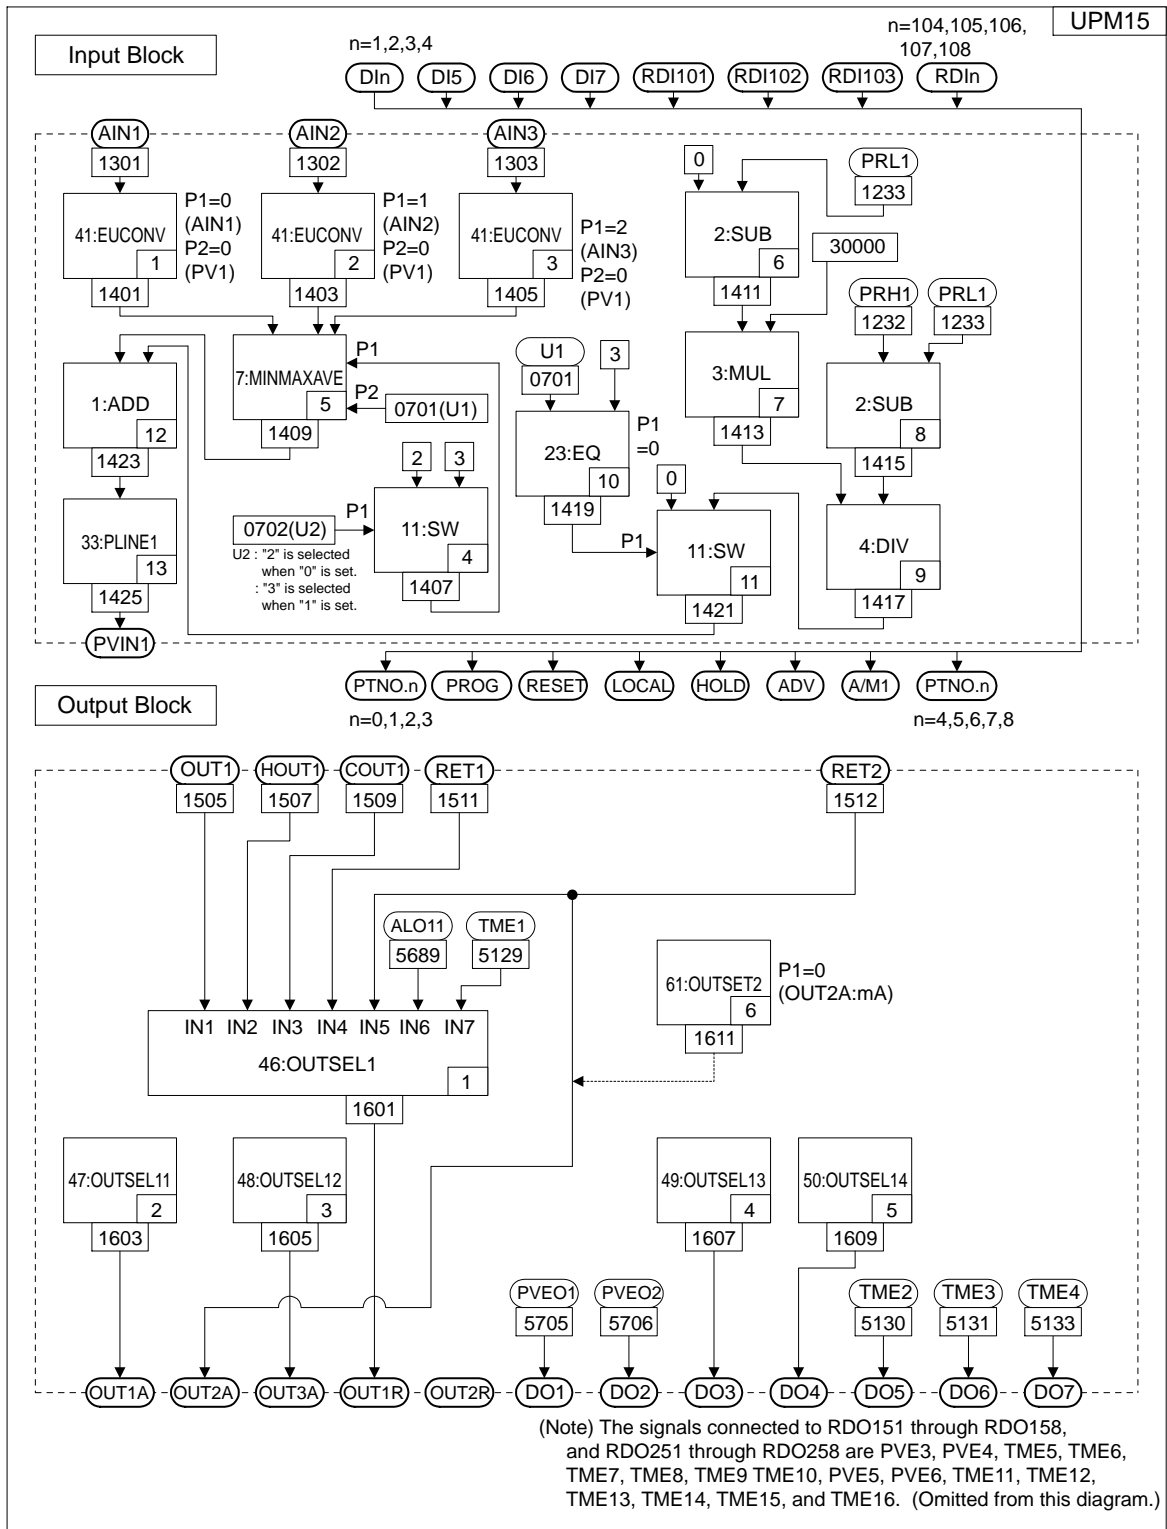 UPM15
Input Block
n=1,2,3,4
n=104,105,106,
107,108
DIn DI5 DI6 DI7 RDI101 RDI102 RDI103 RDIn
AIN1 AIN2 AIN3
1301 1302 1303
0
PRL1
1233
41:EUCONV
1
1401
P1=0
(AIN1)
P2=0
(PV1)
41:EUCONV
2
1403
P1=1
(AIN2)
P2=0
(PV1)
41:EUCONV
3
1405
P1=2
(AIN3)
P2=0
(PV1)
2:SUB
6
1411
30000
PRH1 PRL1
1232 1233
1:ADD
12
1423
7:MINMAXAVE
5
1409
P1
P2
0701(U1)
U1
0701
3
23:EQ
10
1419
P1
=0
3:MUL
7
1413
2:SUB
8
1415
33:PLINE1
13
1425
PVIN1
0702(U2)
P1
U2 : "2" is selected
when "0" is set.
: "3" is selected
when "1" is set.
2 3
11:SW
4
1407
0
P1
11:SW
11
1421
4:DIV
9
1417
PTNO.n PROG RESET LOCAL HOLD ADV A/M1 PTNO.n
n=0,1,2,3
n=4,5,6,7,8
Output Block
OUT1 HOUT1 COUT1 RET1 RET2
1505 1507 1509 1511 1512
ALO11 TME1
5689 5129
IN1 IN2 IN3 IN4 IN5 IN6 IN7
46:OUTSEL1
1
1601
61:OUTSET2
6
1611
P1=0
(OUT2A:mA)
47:OUTSEL11
2
1603
48:OUTSEL12
3
1605
49:OUTSEL13
4
1607
50:OUTSEL14
5
1609
PVEO1 PVEO2 TME2 TME3 TME4
5705 5706 5130 5131 5133
OUT1A OUT2A OUT3A OUT1R OUT2R DO1 DO2 DO3 DO4 DO5 DO6 DO7
(Note) The signals connected to RDO151 through RDO158,
and RDO251 through RDO258 are PVE3, PVE4, TME5, TME6,
TME7, TME8, TME9 TME10, PVE5, PVE6, TME11, TME12,
TME13, TME14, TME15, and TME16. (Omitted from this diagram.)